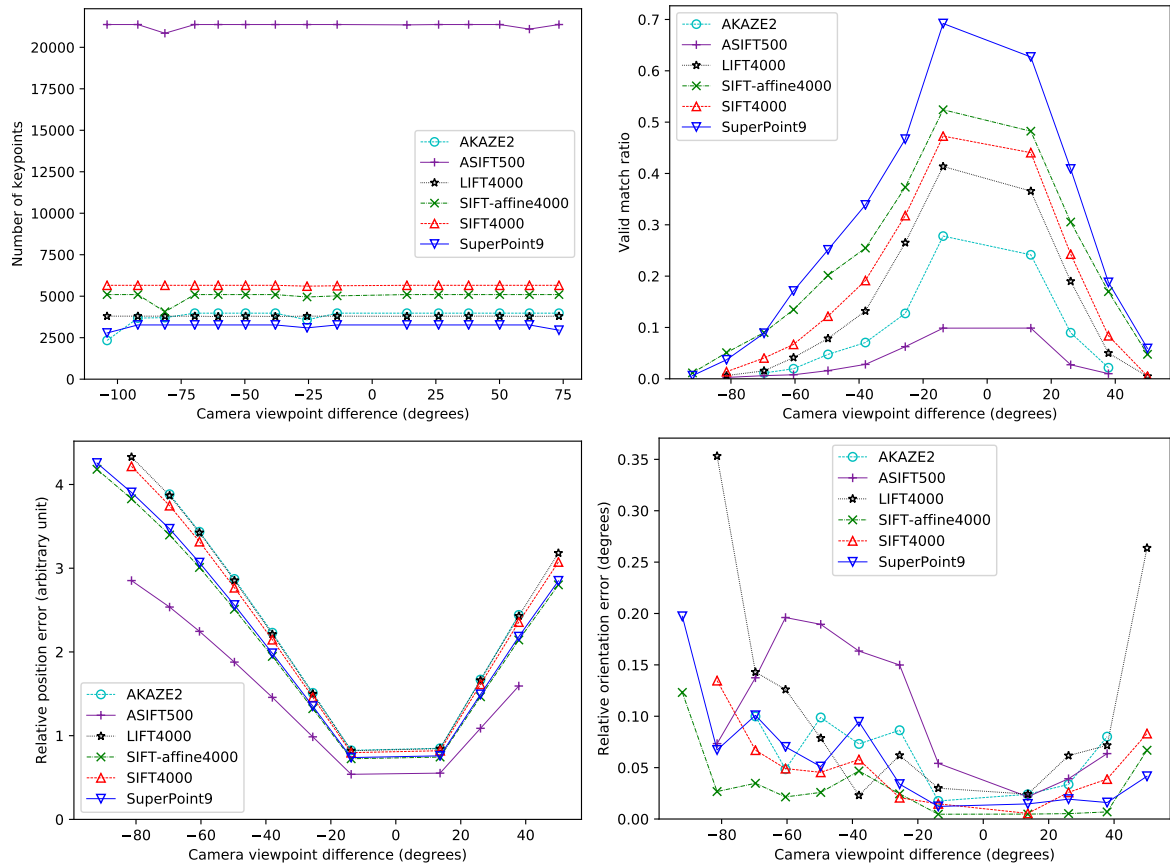 20000
17500
15000
12500
10000
7500
5000
2500
0
Number of keypoints
AKAZE2
ASIFT500
LIFT4000
SIFT-affine4000
SIFT4000
SuperPoint9
−100 −75 −50 −25 0 25 50 75
Camera viewpoint difference (degrees)
0.7
0.6
0.5
0.4
0.3
0.2
0.1
0.0
Valid match ratio
AKAZE2
ASIFT500
LIFT4000
SIFT-affine4000
SIFT4000
SuperPoint9
−80 −60 −40 −20 0 20 40
Camera viewpoint difference (degrees)
4
3
2
1
0
Relative position error (arbitrary unit)
AKAZE2
ASIFT500
LIFT4000
SIFT-affine4000
SIFT4000
SuperPoint9
−80 −60 −40 −20 0 20 40
Camera viewpoint difference (degrees)
0.35
0.30
0.25
0.20
0.15
0.10
0.05
0.00
Relative orientation error (degrees)
AKAZE2
ASIFT500
LIFT4000
SIFT-affine4000
SIFT4000
SuperPoint9
−80 −60 −40 −20 0 20 40
Camera viewpoint difference (degrees)